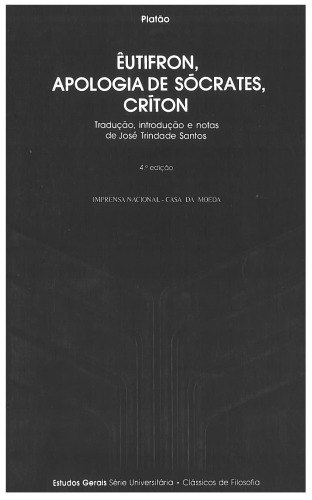 Platão
ÊUTIFRON,
APOLOGIA DE SÓCRATES,
CRÍTON
Tradução, introdução e notas
de José Trindade Santos
4.ª edição
IMPRENSA NACIONAL - CASA DA MOEDA
Estudos Gerais Série Universitária • Clássicos de Filosofia